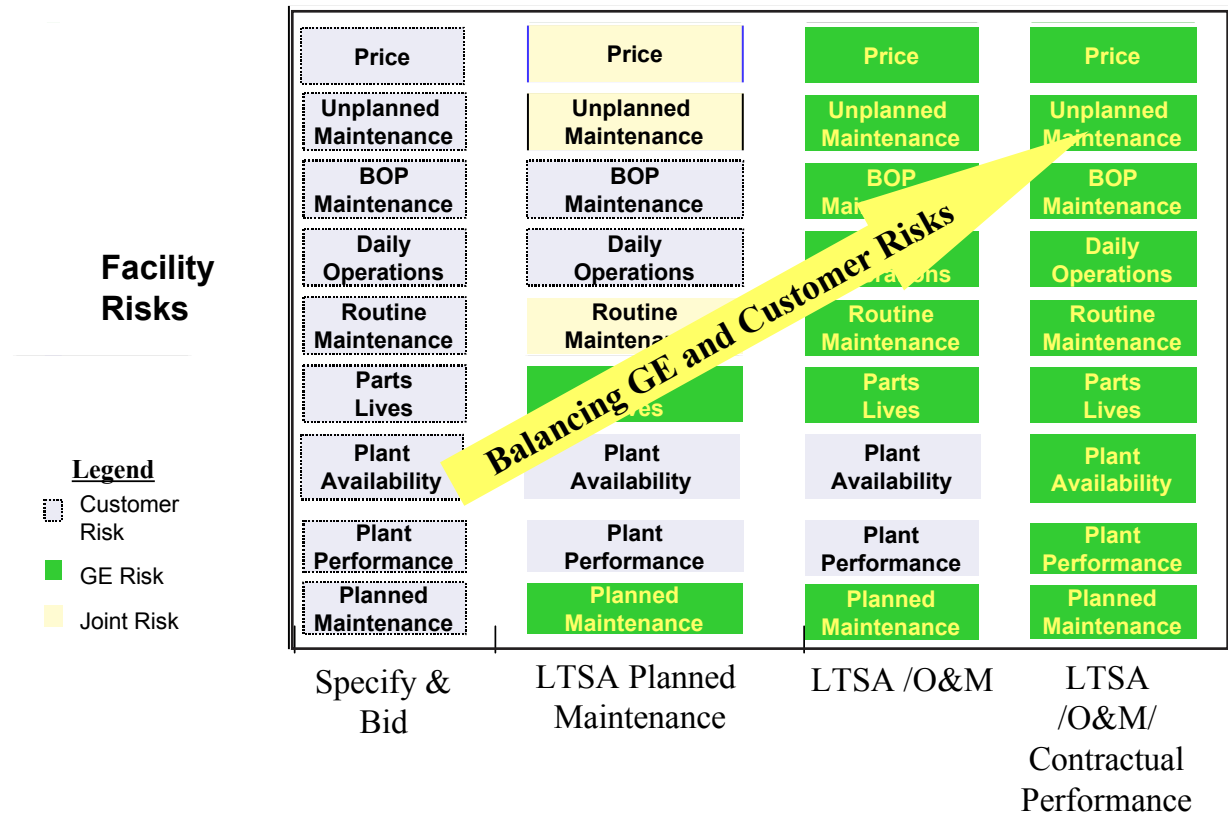 Facility
Risks
Legend
Customer
Risk
GE Risk
Joint Risk
Price
Unplanned
Maintenance
BOP
Maintenance
Daily
Operations
Routine
Maintenance
Parts
Lives
Plant
Availability
Plant
Performance
Planned
Maintenance
Specify &
Bid
Price
Unplanned
Maintenance
BOP
Maintenance
Daily
Operations
Routine
Maintena
Plant
Availability
Plant
Performance
Planned
Maintenance
LTSA Planned
Maintenance
Balancing GE and Customer Risks
Price
Unplanned
Maintenance
BOP
Routine
Maintenance
Parts
Lives
Plant
Availability
Plant
Performance
Planned
Maintenance
LTSA /O&M
Price
Unplanned
Maintenance
BOP
Maintenance
Daily
Operations
Routine
Maintenance
Parts
Lives
Plant
Availability
Plant
Performance
Planned
Maintenance
LTSA
/O&M/
Contractual
Performance